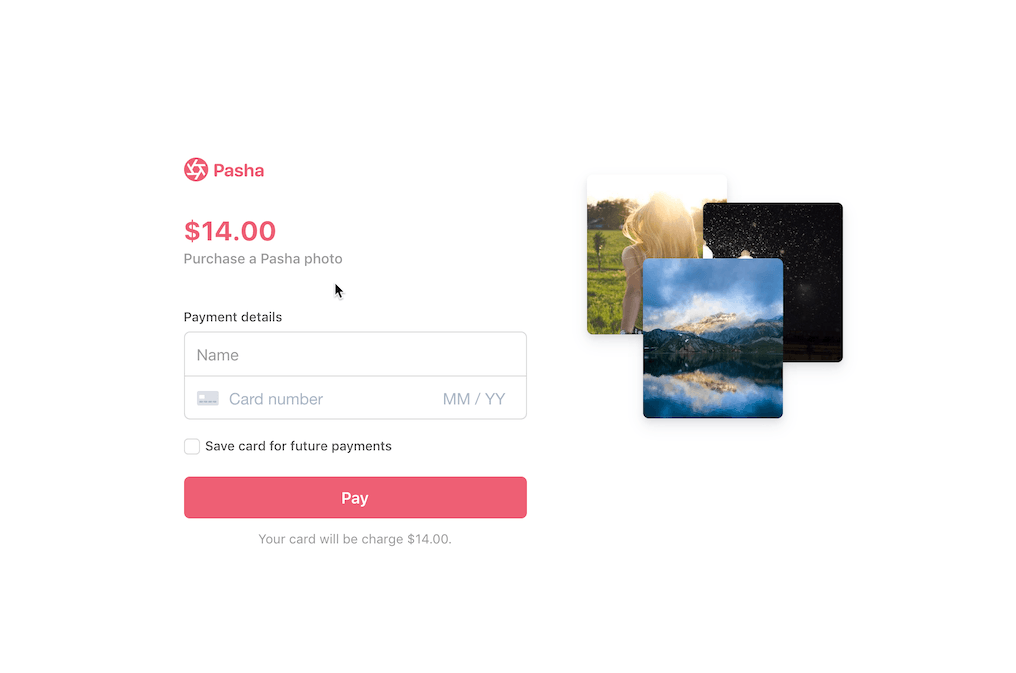 Pasha
$14.00
Purchase a Pasha photo
Payment details
Name
Card number MM / YY
Save card for future payments
Pay
Your card will be charge $14.00.